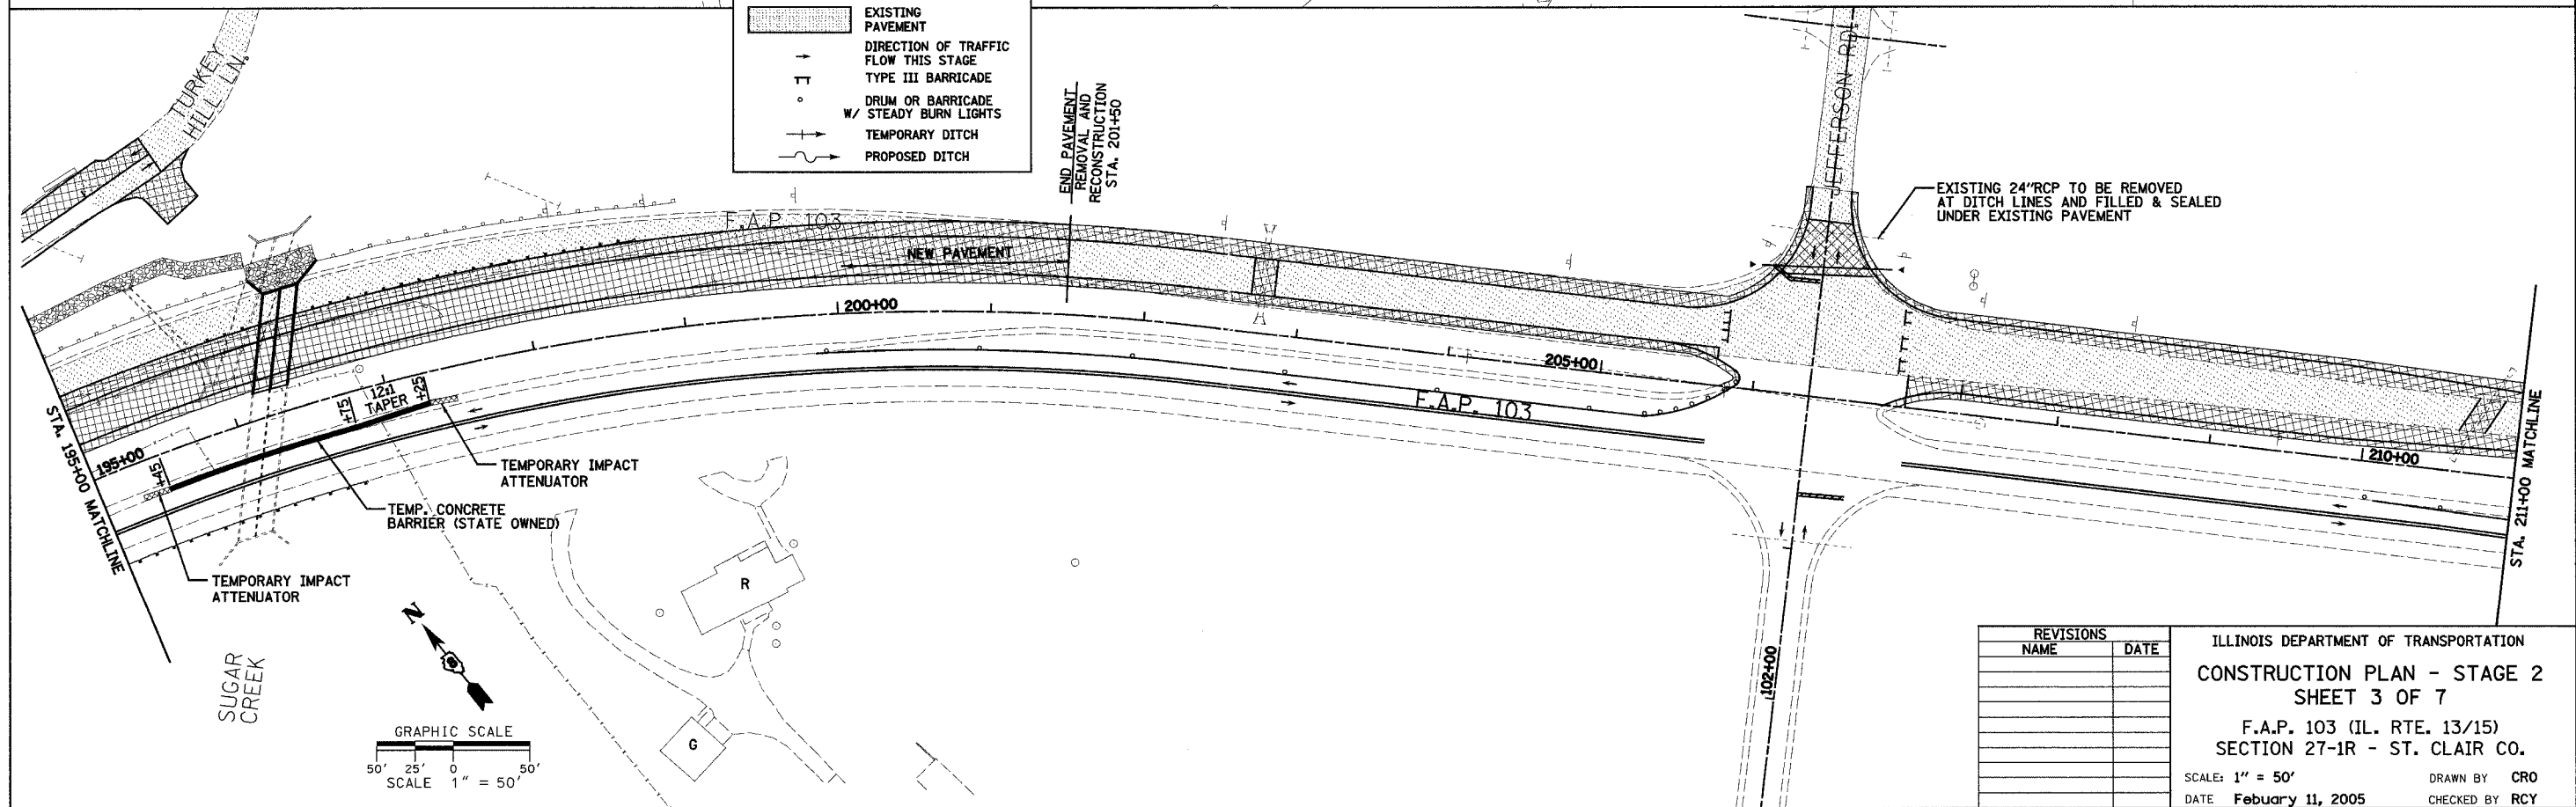 EXISTING
PAVEMENT
DIRECTION OF TRAFFIC
FLOW THIS STAGE
TYPE III BARRICADE
DRUM OR BARRICADE
W/ STEADY BURN LIGHTS
TEMPORARY DITCH
PROPOSED DITCH
TURKEY
HILL LN.
END PAVEMENT
REMOVAL AND
RECONSTRUCTION
STA. 201+50
JEFFERSON RD.
EXISTING 24"RCP TO BE REMOVED
AT DITCH LINES AND FILLED & SEALED
UNDER EXISTING PAVEMENT
F.A.P. 103
NEW PAVEMENT
200+00
205+00
F.A.P. 103
210+00
STA. 195+00 MATCHLINE
195+00
+45
+75
12:1
TAPER
+25
TEMPORARY IMPACT
ATTENUATOR
TEMP. CONCRETE
BARRIER (STATE OWNED)
TEMPORARY IMPACT
ATTENUATOR
STA. 211+00 MATCHLINE
R
G
N
SUGAR
CREEK
102+00
GRAPHIC SCALE
50' 25' 0 50'
SCALE 1" = 50'
REVISIONS
NAME DATE
ILLINOIS DEPARTMENT OF TRANSPORTATION
CONSTRUCTION PLAN - STAGE 2
SHEET 3 OF 7
F.A.P. 103 (IL. RTE. 13/15)
SECTION 27-1R - ST. CLAIR CO.
SCALE: 1" = 50' DRAWN BY CRO
DATE Febuary 11, 2005 CHECKED BY RCY